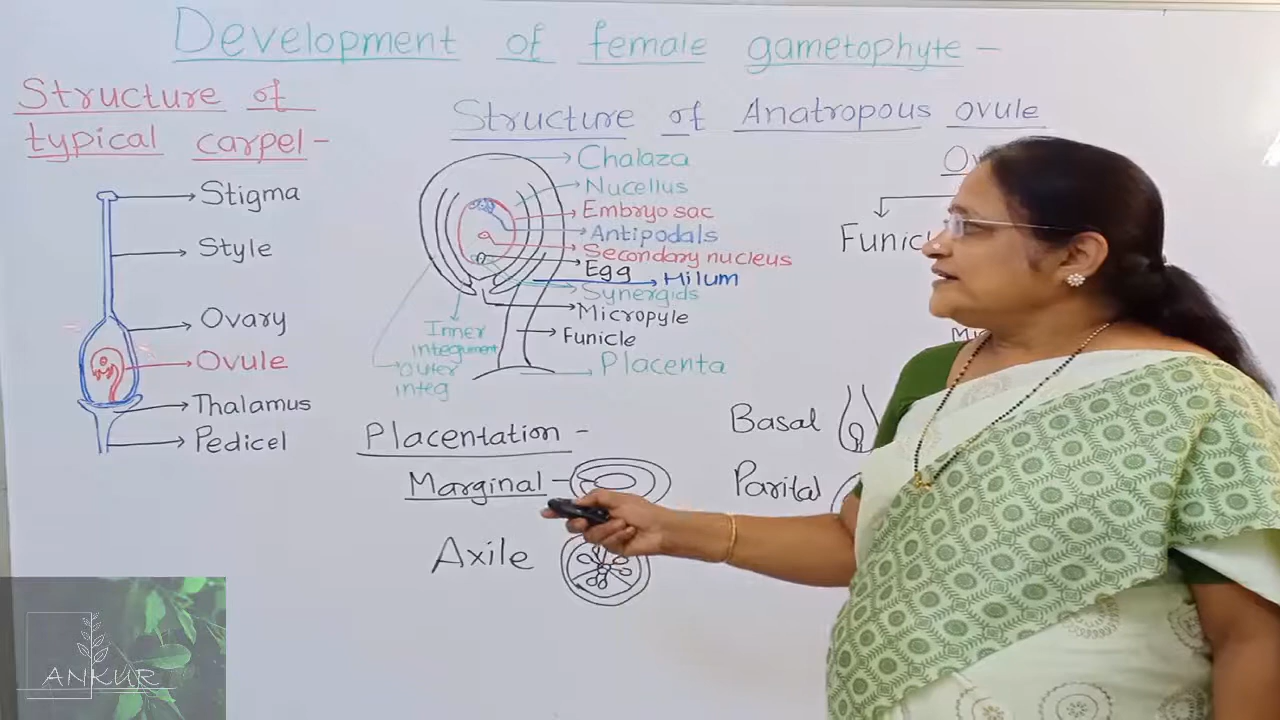 Development of female gametophyte -
Structure of
typical carpel -
Stigma
Style
Ovary
Ovule
Thalamus
Pedicel
Structure of Anatropous ovule
Chalaza
Nucellus
Embryo sac
Antipodals
Secondary nucleus
Egg
Hilum
Synergids
Micropyle
Funicle
Placenta
Inner
integument
Outer
integ
Placentation -
Marginal -
Axile
Basal
Parital
ANKUR